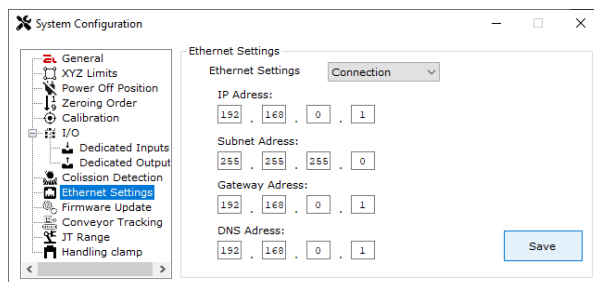 System Configuration
General
XYZ Limits
Power Off Position
Zeroing Order
Calibration
I/O
Dedicated Inputs
Dedicated Output
Colission Detection
Ethernet Settings
Firmware Update
Conveyor Tracking
JT Range
Handling clamp
Ethernet Settings
Ethernet Settings Connection
IP Adress:
192 . 168 . 0 . 1
Subnet Adress:
255 . 255 . 255 . 0
Gateway Adress:
192 . 168 . 0 . 1
DNS Adress:
192 . 168 . 0 . 1
Save